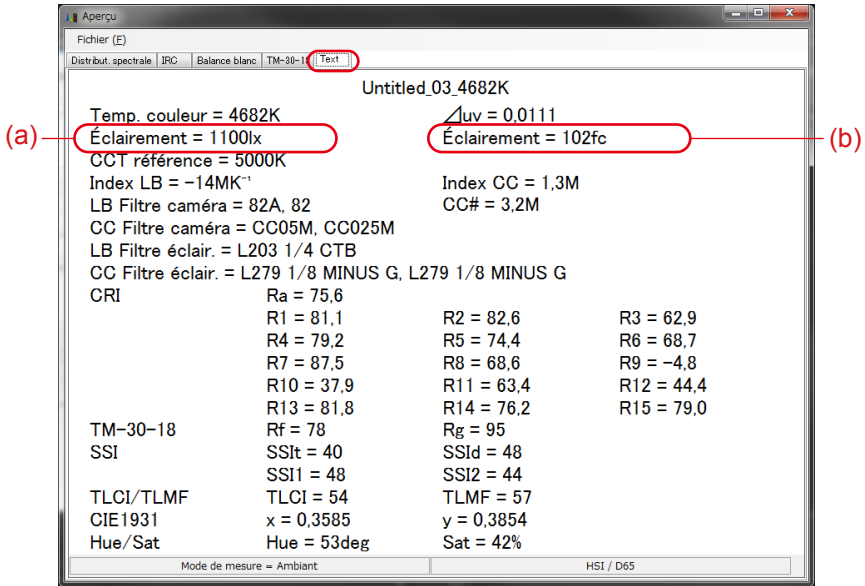 Aperçu
Fichier (F)
Distribut. spectrale IRC Balance blanc TM-30-18 Text
Untitled_03_4682K
Temp. couleur = 4682K ⊿uv = 0,0111
(a) Éclairement = 1100lx Éclairement = 102fc (b)
CCT référence = 5000K
Index LB = -14MK⁻¹ Index CC = 1,3M
LB Filtre caméra = 82A, 82 CC# = 3,2M
CC Filtre caméra = CC05M, CC025M
LB Filtre éclair. = L203 1/4 CTB
CC Filtre éclair. = L279 1/8 MINUS G, L279 1/8 MINUS G
CRI Ra = 75,6
R1 = 81,1 R2 = 82,6 R3 = 62,9
R4 = 79,2 R5 = 74,4 R6 = 68,7
R7 = 87,5 R8 = 68,6 R9 = -4,8
R10 = 37,9 R11 = 63,4 R12 = 44,4
R13 = 81,8 R14 = 76,2 R15 = 79,0
TM-30-18 Rf = 78 Rg = 95
SSI SSIt = 40 SSId = 48
SSI1 = 48 SSI2 = 44
TLCI/TLMF TLCI = 54 TLMF = 57
CIE1931 x = 0,3585 y = 0,3854
Hue/Sat Hue = 53deg Sat = 42%
Mode de mesure = Ambiant HSI / D65